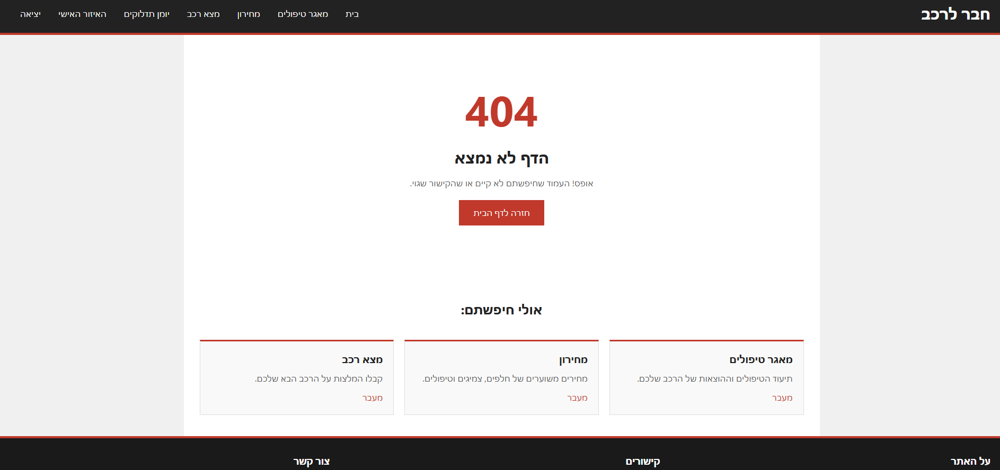 חבר לרכב
בית מאגר טיפולים מחירון מצא רכב יומן תדלוקים האיזור האישי יציאה
404
הדף לא נמצא
אופס! העמוד שחיפשתם לא קיים או שהקישור שגוי.
חזרה לדף הבית
אולי חיפשתם:
מאגר טיפולים
תיעוד הטיפולים וההוצאות של הרכב שלכם.
מעבר
מחירון
מחירים משוערים של חלפים, צמיגים וטיפולים.
מעבר
מצא רכב
קבלו המלצות על הרכב הבא שלכם.
מעבר
על האתר
קישורים
צור קשר